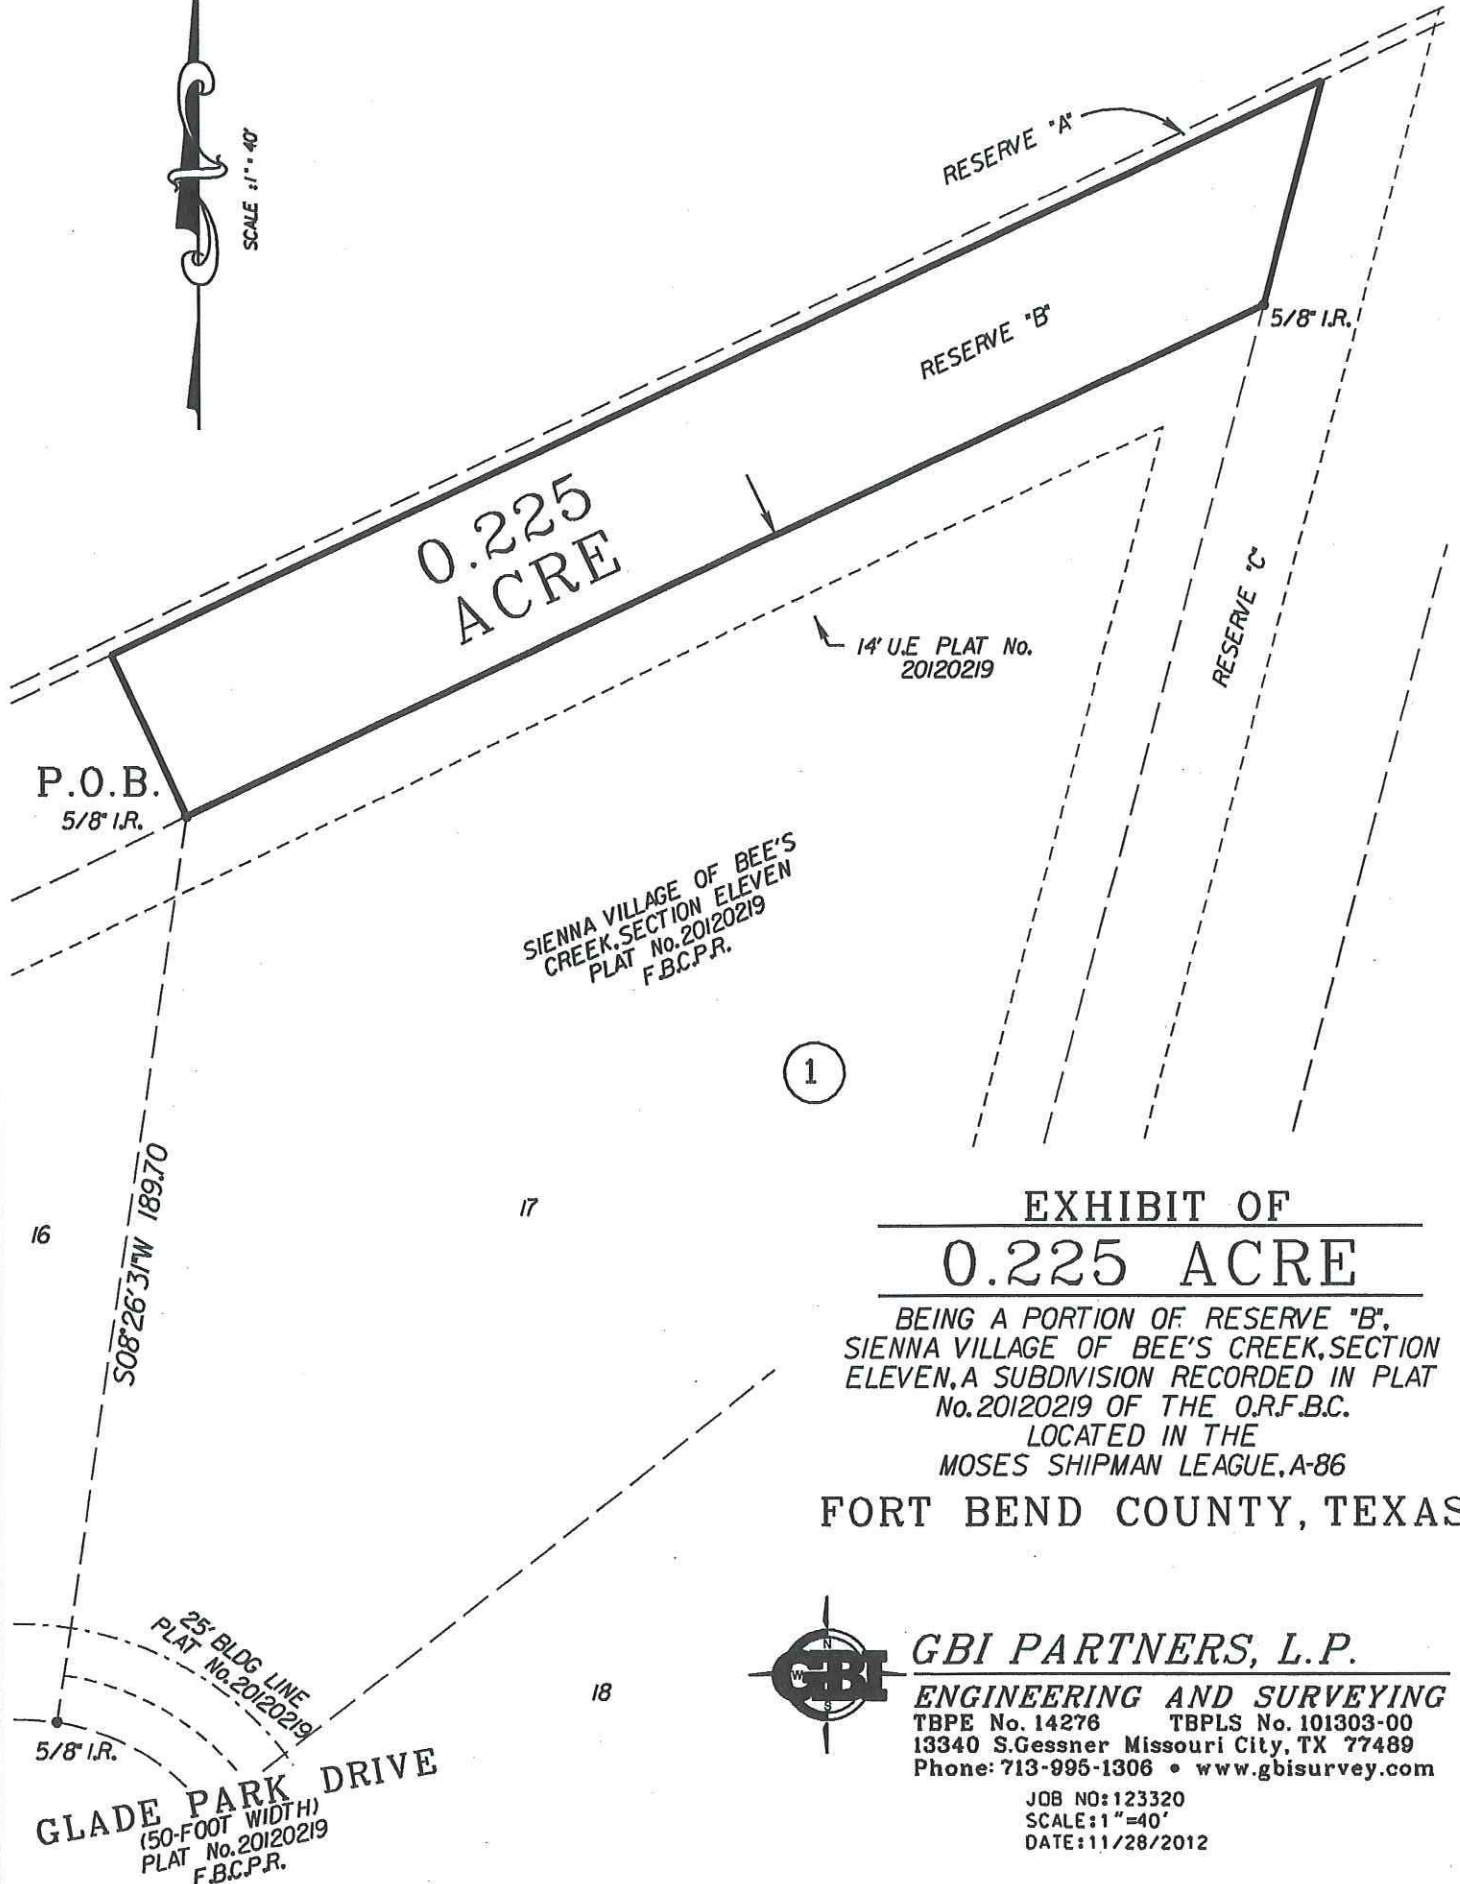 SCALE :1" = 40'
RESERVE "A"
RESERVE "B"
5/8" I.R.
0.225
ACRE
14' U.E PLAT No.
20120219
RESERVE "C"
P.O.B.
5/8" I.R.
SIENNA VILLAGE OF BEE'S
CREEK, SECTION ELEVEN
PLAT No. 20120219
F.B.C.P.R.
1
S08°26'31"W 189.70
16
17
18
25' BLDG LINE
PLAT No. 20120219
5/8" I.R.
GLADE PARK DRIVE
(50-FOOT WIDTH)
PLAT No. 20120219
F.B.C.P.R.
EXHIBIT OF
0.225 ACRE
BEING A PORTION OF RESERVE "B",
SIENNA VILLAGE OF BEE'S CREEK, SECTION
ELEVEN, A SUBDIVISION RECORDED IN PLAT
No. 20120219 OF THE O.R.F.B.C.
LOCATED IN THE
MOSES SHIPMAN LEAGUE, A-86
FORT BEND COUNTY, TEXAS
N
W
S
GBI
GBI PARTNERS, L.P.
ENGINEERING AND SURVEYING
TBPE No. 14276 TBPLS No. 101303-00
13340 S. Gessner Missouri City, TX 77489
Phone: 713-995-1306 • www.gbisurvey.com
JOB NO: 123320
SCALE: 1"=40'
DATE: 11/28/2012